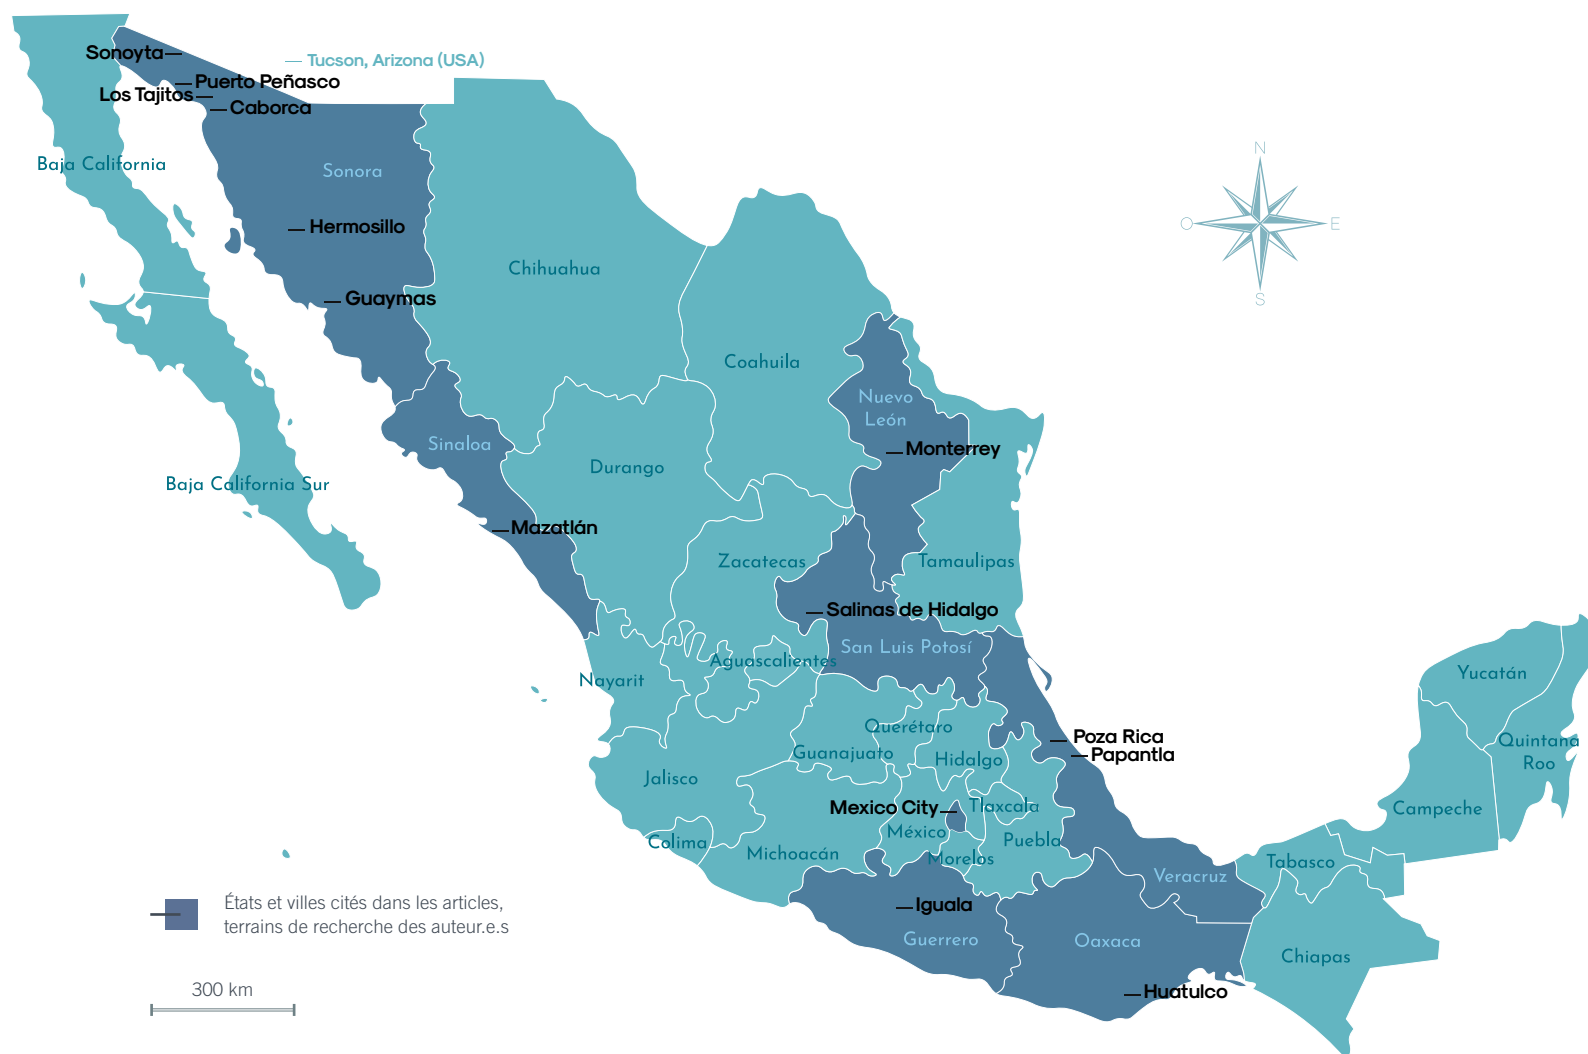 Sonoyta
Tucson, Arizona (USA)
Puerto Peñasco
Los Tajitos
Caborca
N
Baja California
Sonora
O
E
Hermosillo
Chihuahua
Guaymas
S
Coahuila
Nuevo
León
Sinaloa
Monterrey
Durango
Baja California Sur
Mazatlán
Zacatecas
Tamaulipas
Salinas de Hidalgo
San Luis Potosí
Aguascalientes
Nayarit
Yucatán
Querétaro
Poza Rica
Quintana
Roo
Guanajuato
Papantla
Hidalgo
Jalisco
Mexico City
Tlaxcala
Campeche
México
Colima
Puebla
Michoacán
Morelos
Tabasco
Veracruz
États et villes cités dans les articles,
terrains de recherche des auteur.e.s
Iguala
Guerrero
Oaxaca
Chiapas
300 km
Huatulco